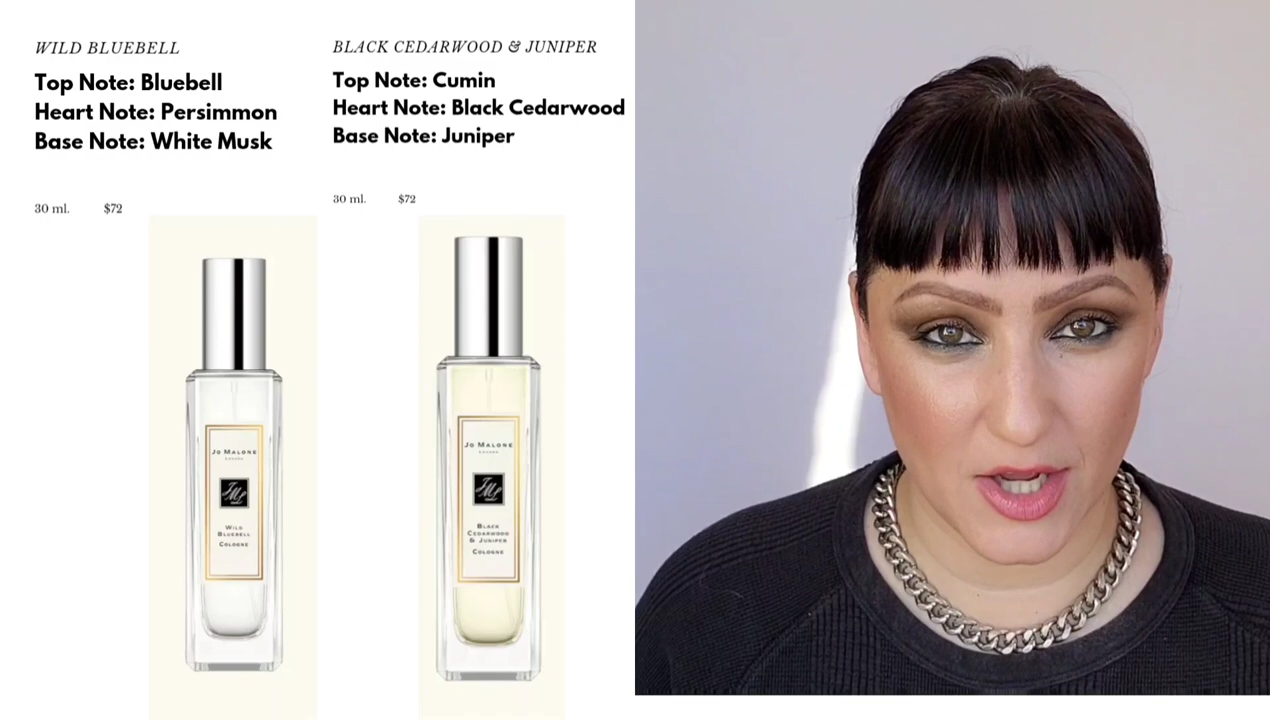 WILD BLUEBELL
Top Note: Bluebell
Heart Note: Persimmon
Base Note: White Musk
30 ml. $72
JO MALONE
LONDON
WILD
BLUEBELL
COLOGNE
BLACK CEDARWOOD & JUNIPER
Top Note: Cumin
Heart Note: Black Cedarwood
Base Note: Juniper
30 ml. $72
JO MALONE
LONDON
BLACK
CEDARWOOD
& JUNIPER
COLOGNE